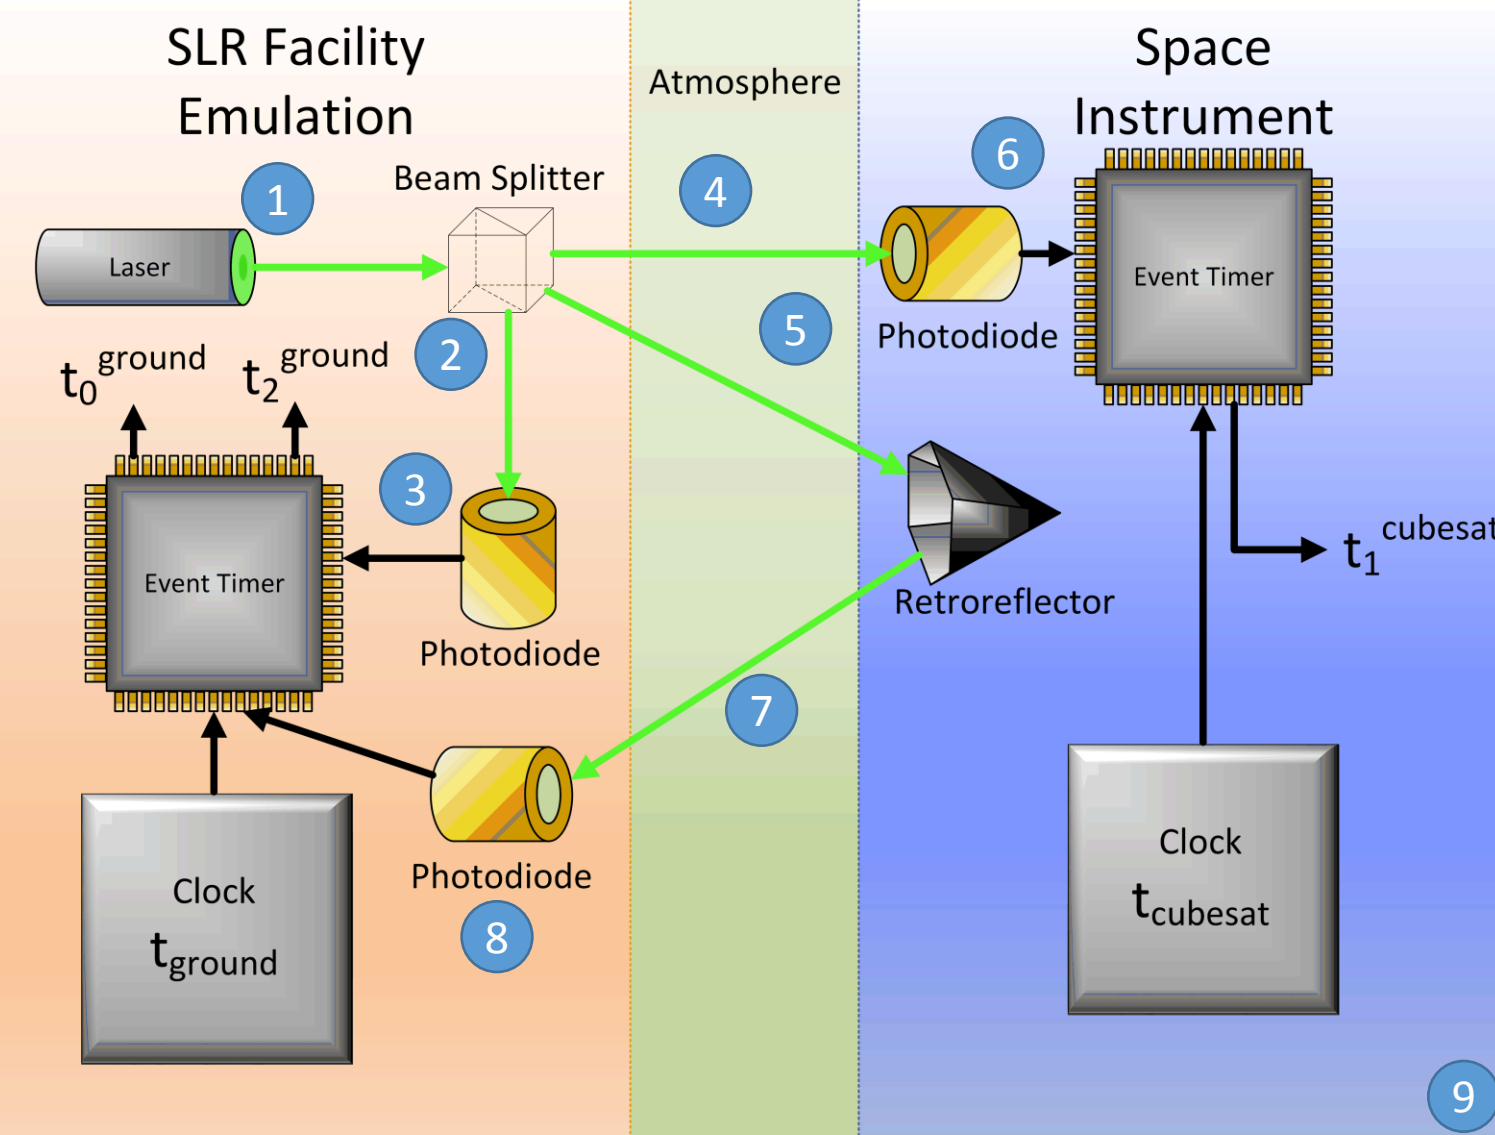 SLR Facility
Emulation
Atmosphere
Space
Instrument
1
Beam Splitter
4
6
Laser
Event Timer
2
5
Photodiode
t₀ground
t₂ground
3
Event Timer
Photodiode
Retroreflector
t₁cubesat
7
Clock
tground
Photodiode
8
Clock
tcubesat
9